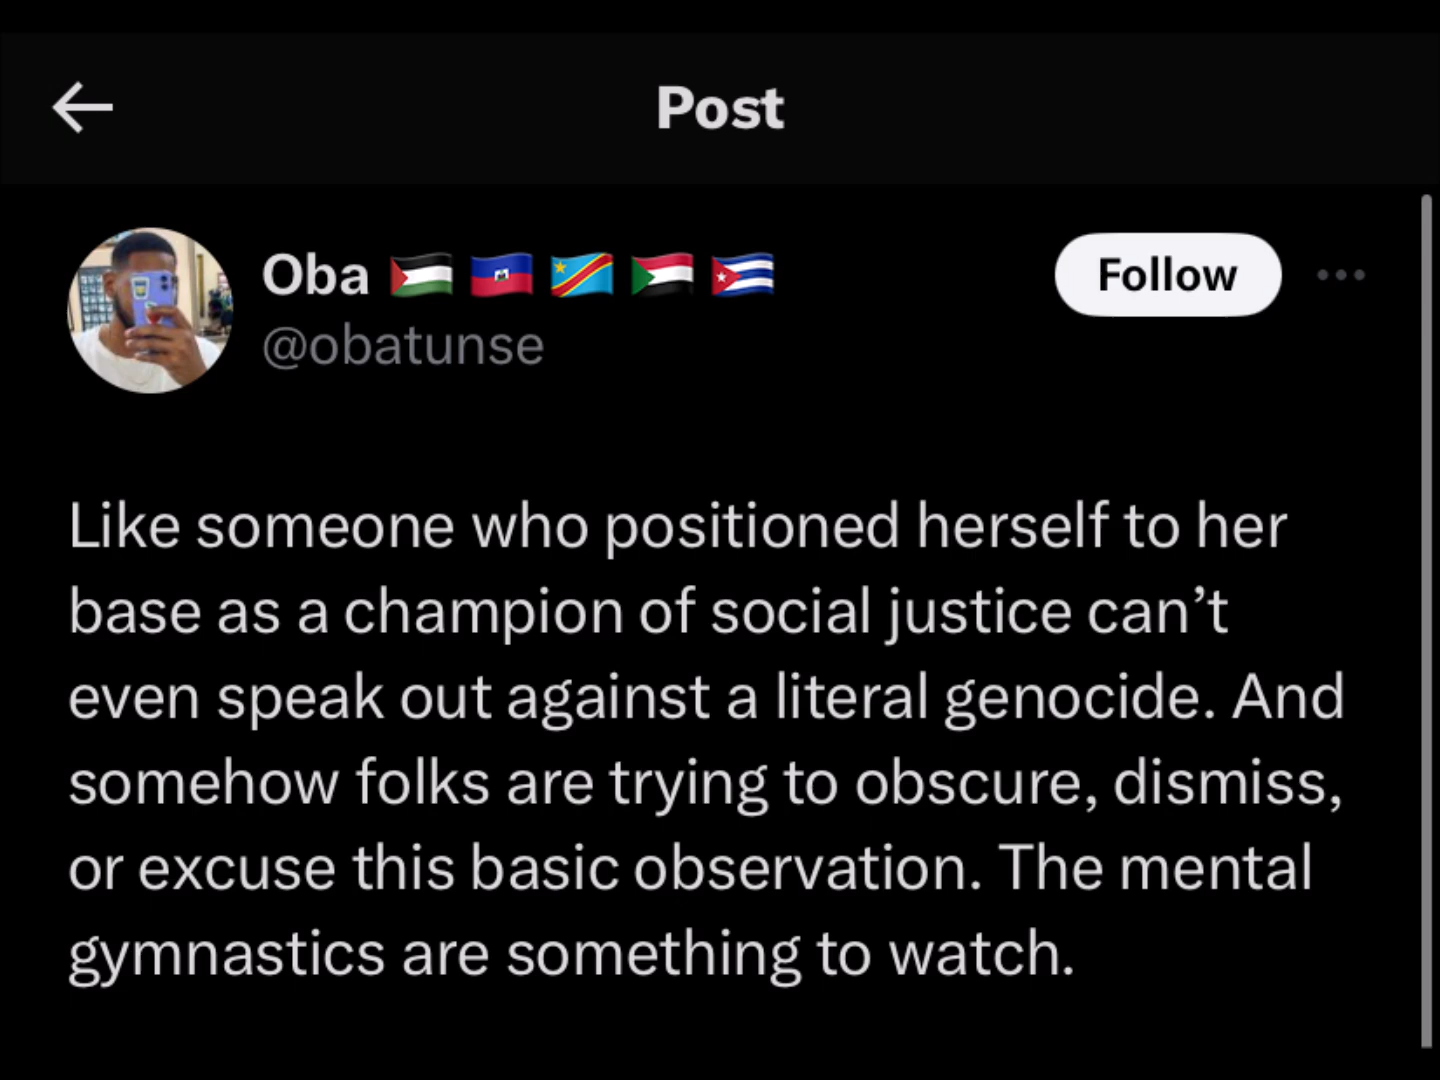 Post
Oba 🇵🇸 🇭🇹 🇨🇩 🇸🇩 🇨🇺
Follow
@obatunse
Like someone who positioned herself to her
base as a champion of social justice can’t
even speak out against a literal genocide. And
somehow folks are trying to obscure, dismiss,
or excuse this basic observation. The mental
gymnastics are something to watch.